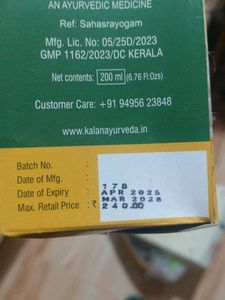 AN AYURVEDIC MEDICINE
Ref: Sahasrayogam
Mfg. Lic. No: 05/25D/2023
GMP 1162/2023/DC KERALA
Net contents: 200 ml (6.76 Fl:Ozs)
Customer Care: +91 94956 23848
www.kalanayurveda.in
Batch No. : 178
Date of Mfg. : APR 2025
Date of Expiry : MAR 2028
Max. Retail Price : ₹ 240.00